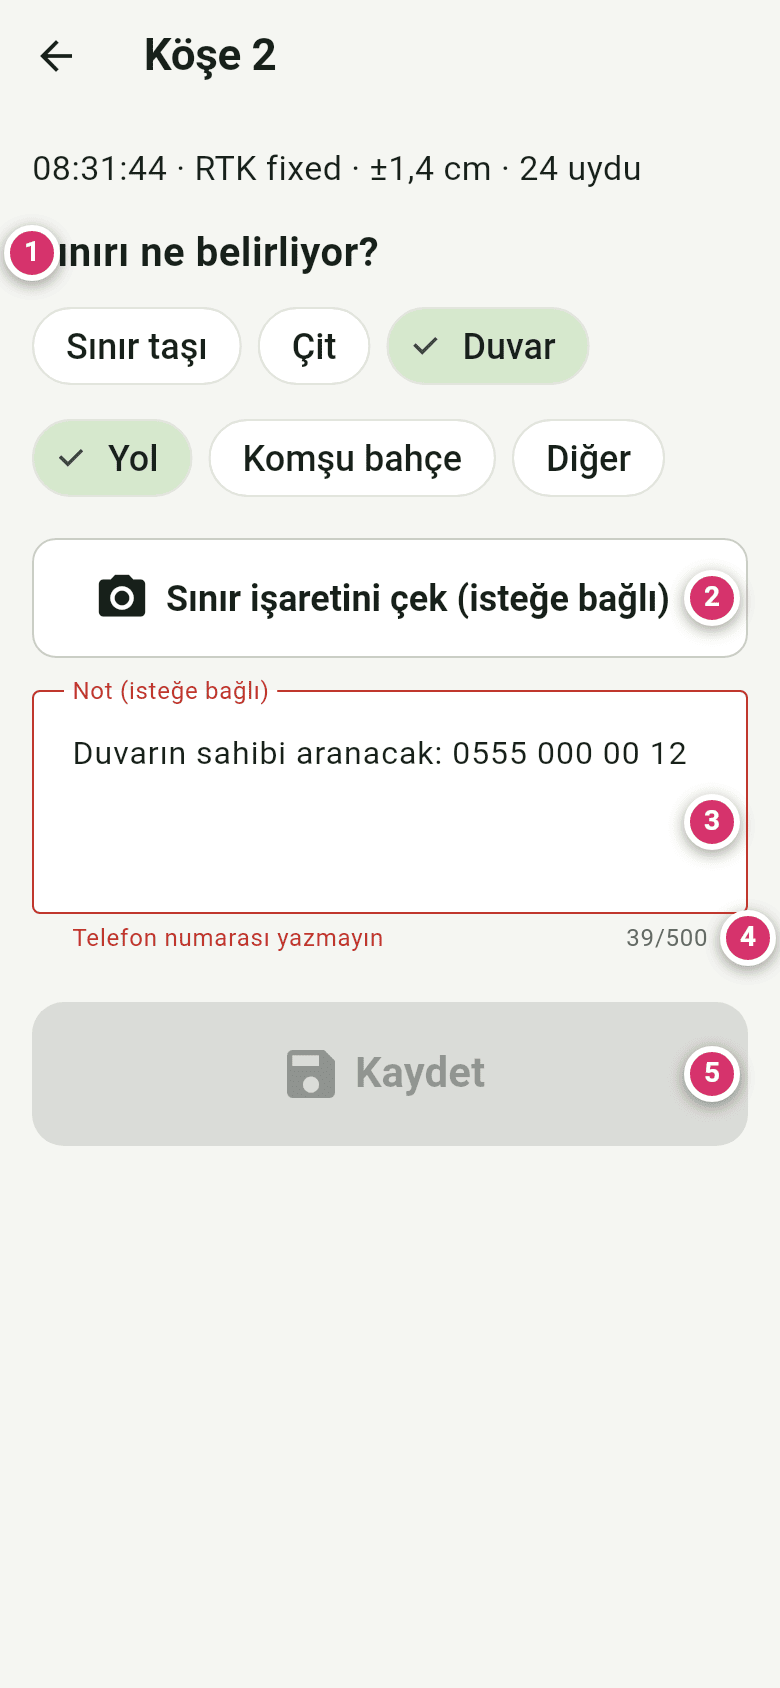 Köşe 2
08:31:44 · RTK fixed · ±1,4 cm · 24 uydu
1 ne belirliyor?
Sınır taşı Çit Duvar
Yol Komşu bahçe Diğer
Sınır işaretini çek (isteğe bağlı) 2
Not (isteğe bağlı)
Duvarın sahibi aranacak: 0555 000 00 12
3
Telefon numarası yazmayın 39/500 4
Kaydet 5